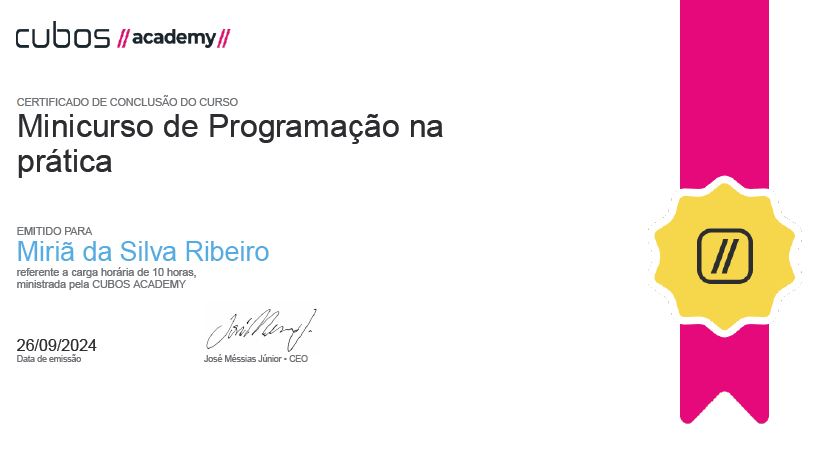 cubos //academy//
CERTIFICADO DE CONCLUSÃO DO CURSO
Minicurso de Programação na
prática
EMITIDO PARA
Miriã da Silva Ribeiro
referente a carga horária de 10 horas,
ministrada pela CUBOS ACADEMY
26/09/2024
Data de emissão
José Méssias Júnior - CEO
//